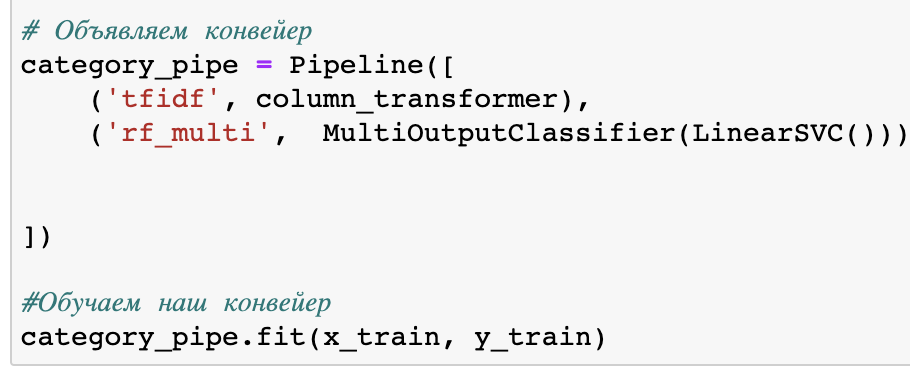 # Объявляем конвейер
category_pipe = Pipeline([
('tfidf', column_transformer),
('rf_multi', MultiOutputClassifier(LinearSVC()))
])
#Обучаем наш конвейер
category_pipe.fit(x_train, y_train)